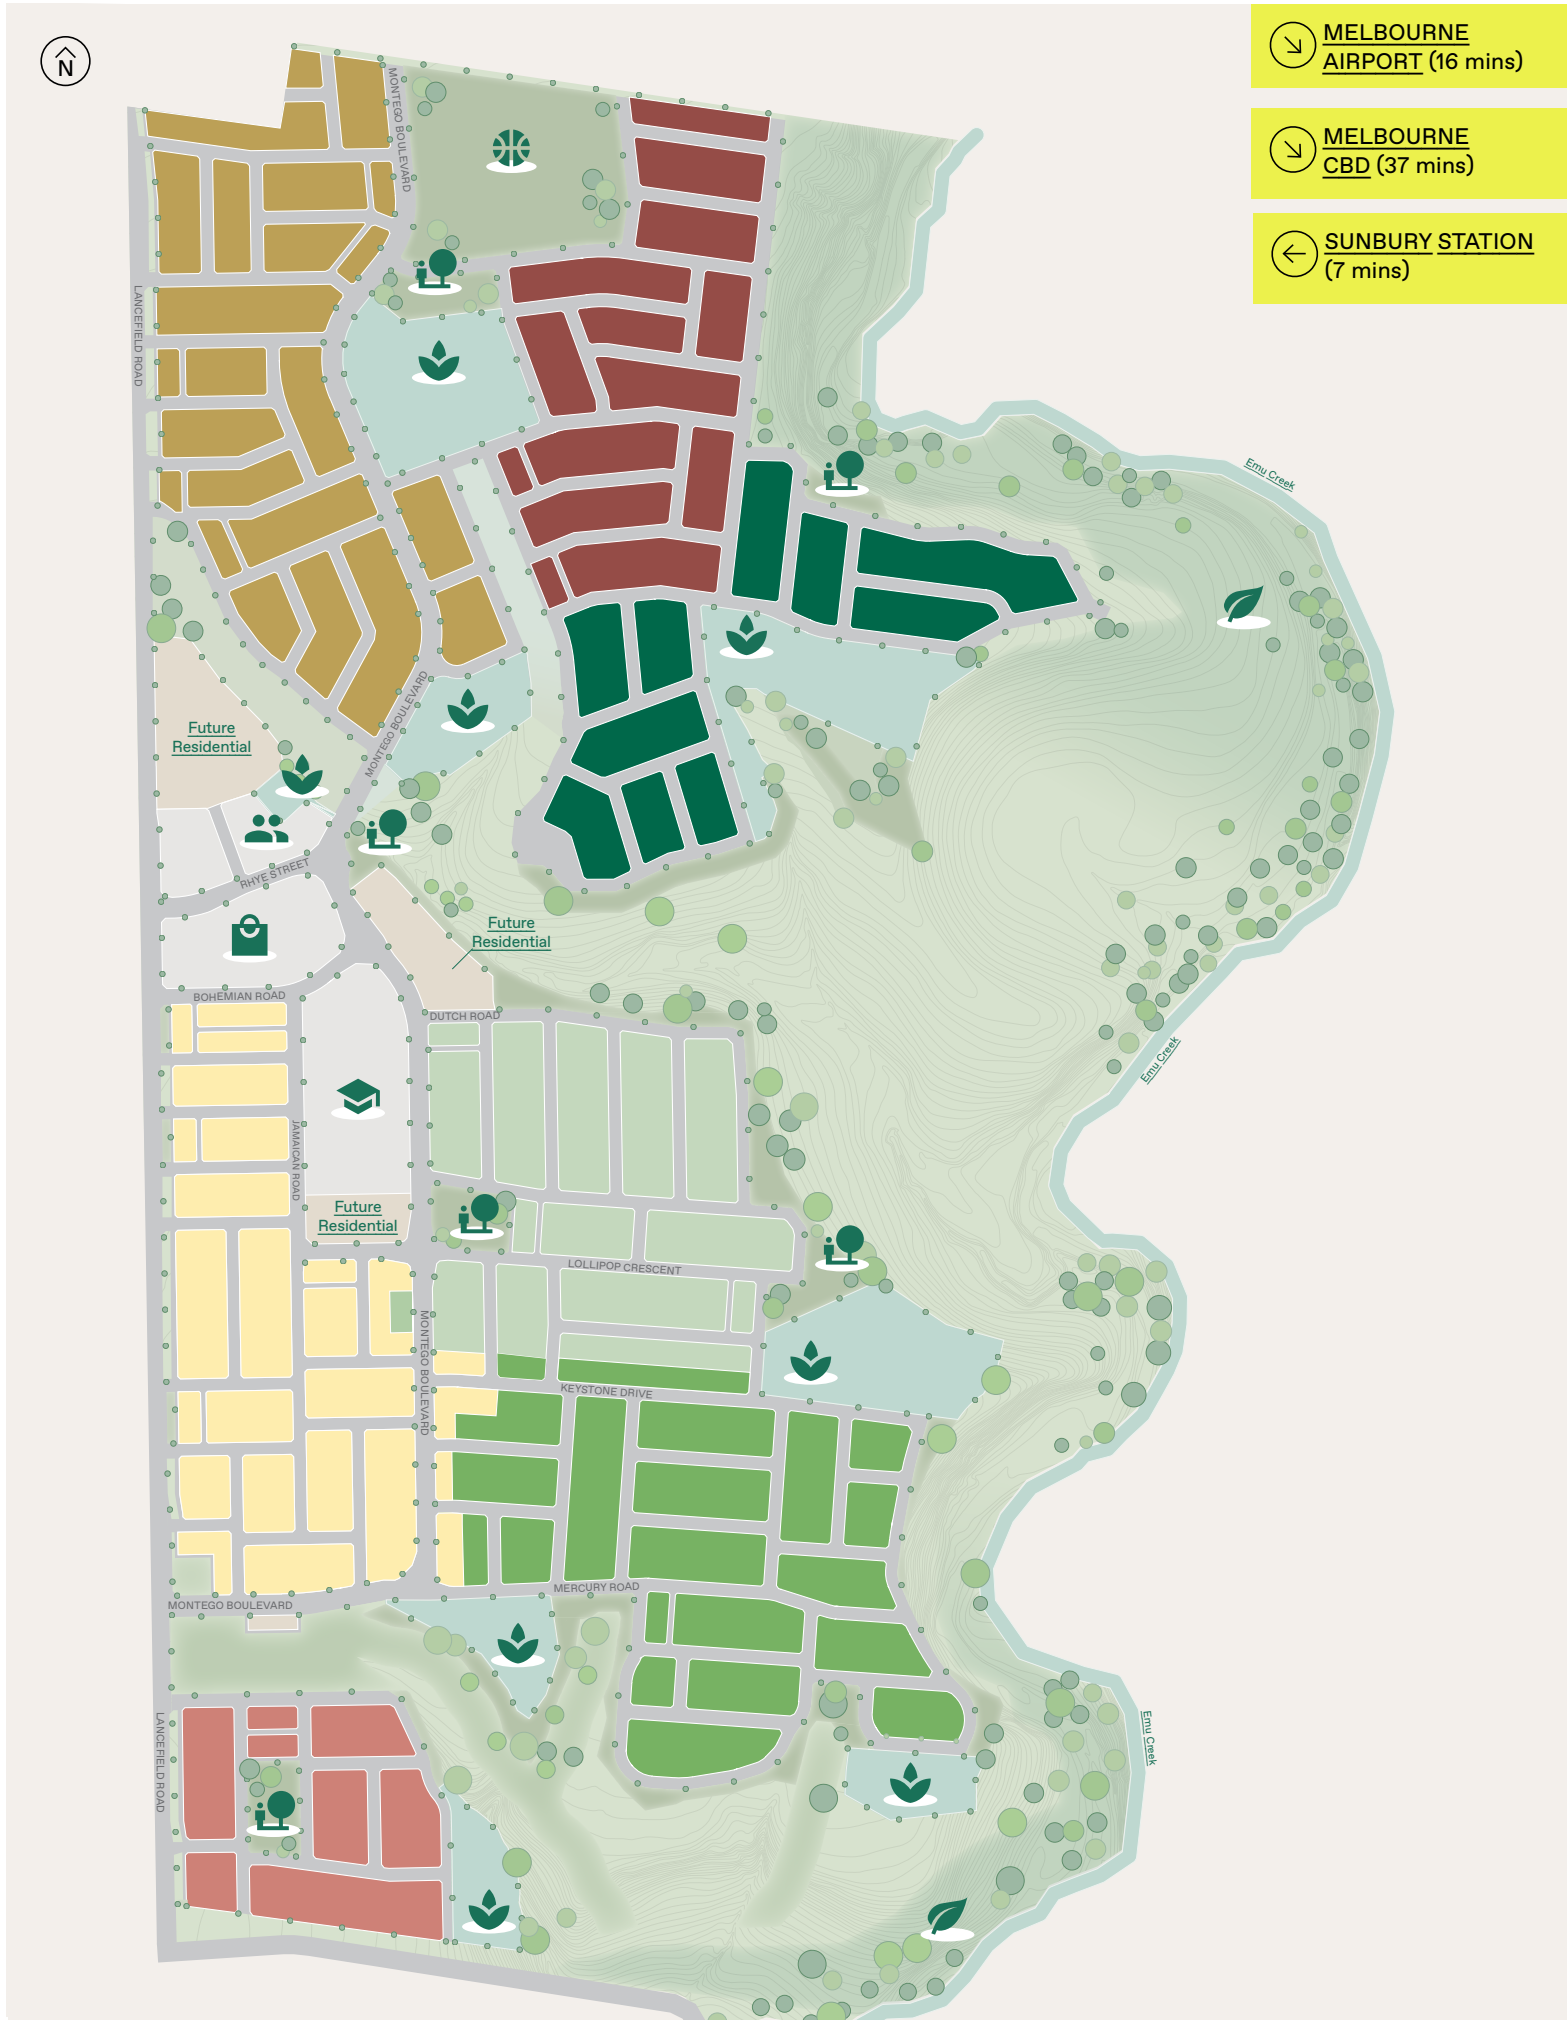 N
MELBOURNE
AIRPORT (16 mins)
MELBOURNE
CBD (37 mins)
SUNBURY STATION
(7 mins)
MONTEGO BOULEVARD
LANCEFIELD ROAD
Emu Creek
Future
Residential
MONTEGO BOULEVARD
RHYE STREET
Future
Residential
BOHEMIAN ROAD
DUTCH ROAD
Emu Creek
JAMAICAN ROAD
Future
Residential
LOLLIPOP CRESCENT
MONTEGO BOULEVARD
KEYSTONE DRIVE
MERCURY ROAD
MONTEGO BOULEVARD
LANCEFIELD ROAD
Emu Creek